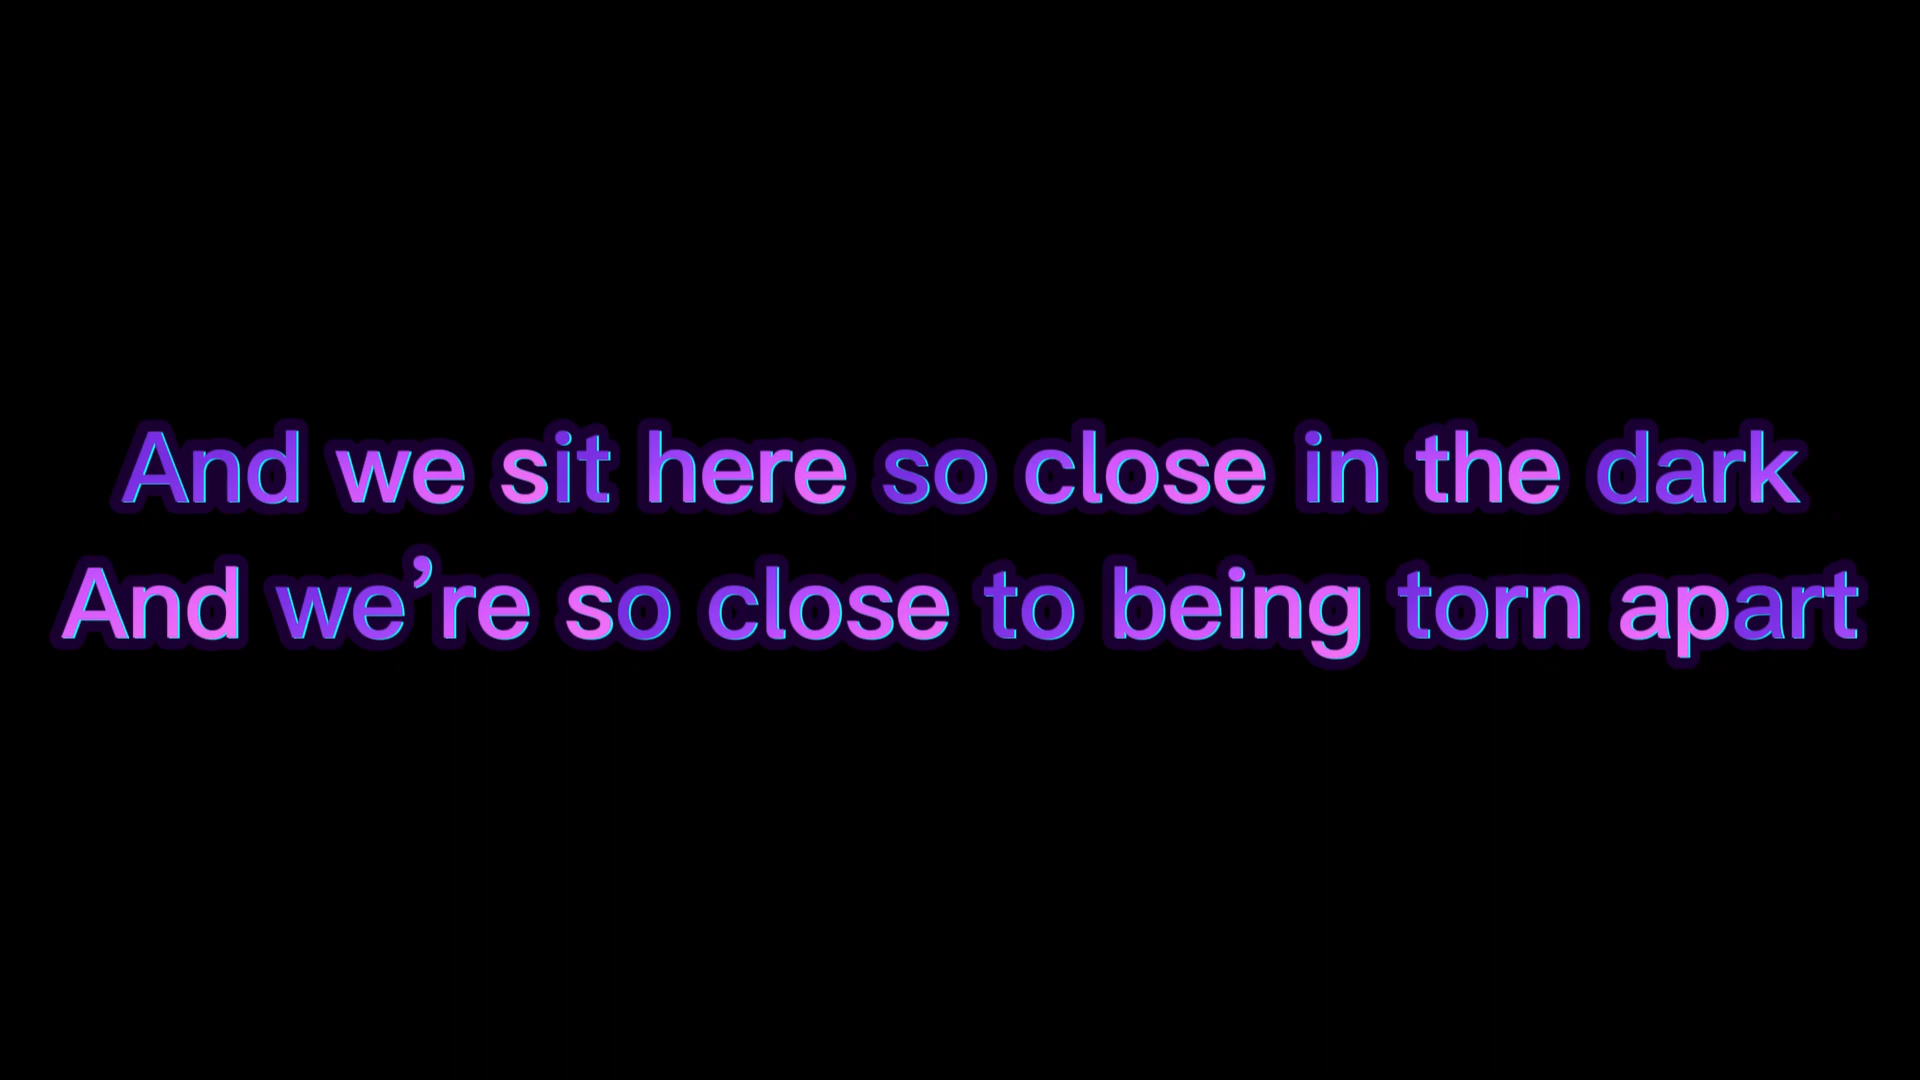 And we sit here so close in the dark
And we’re so close to being torn apart